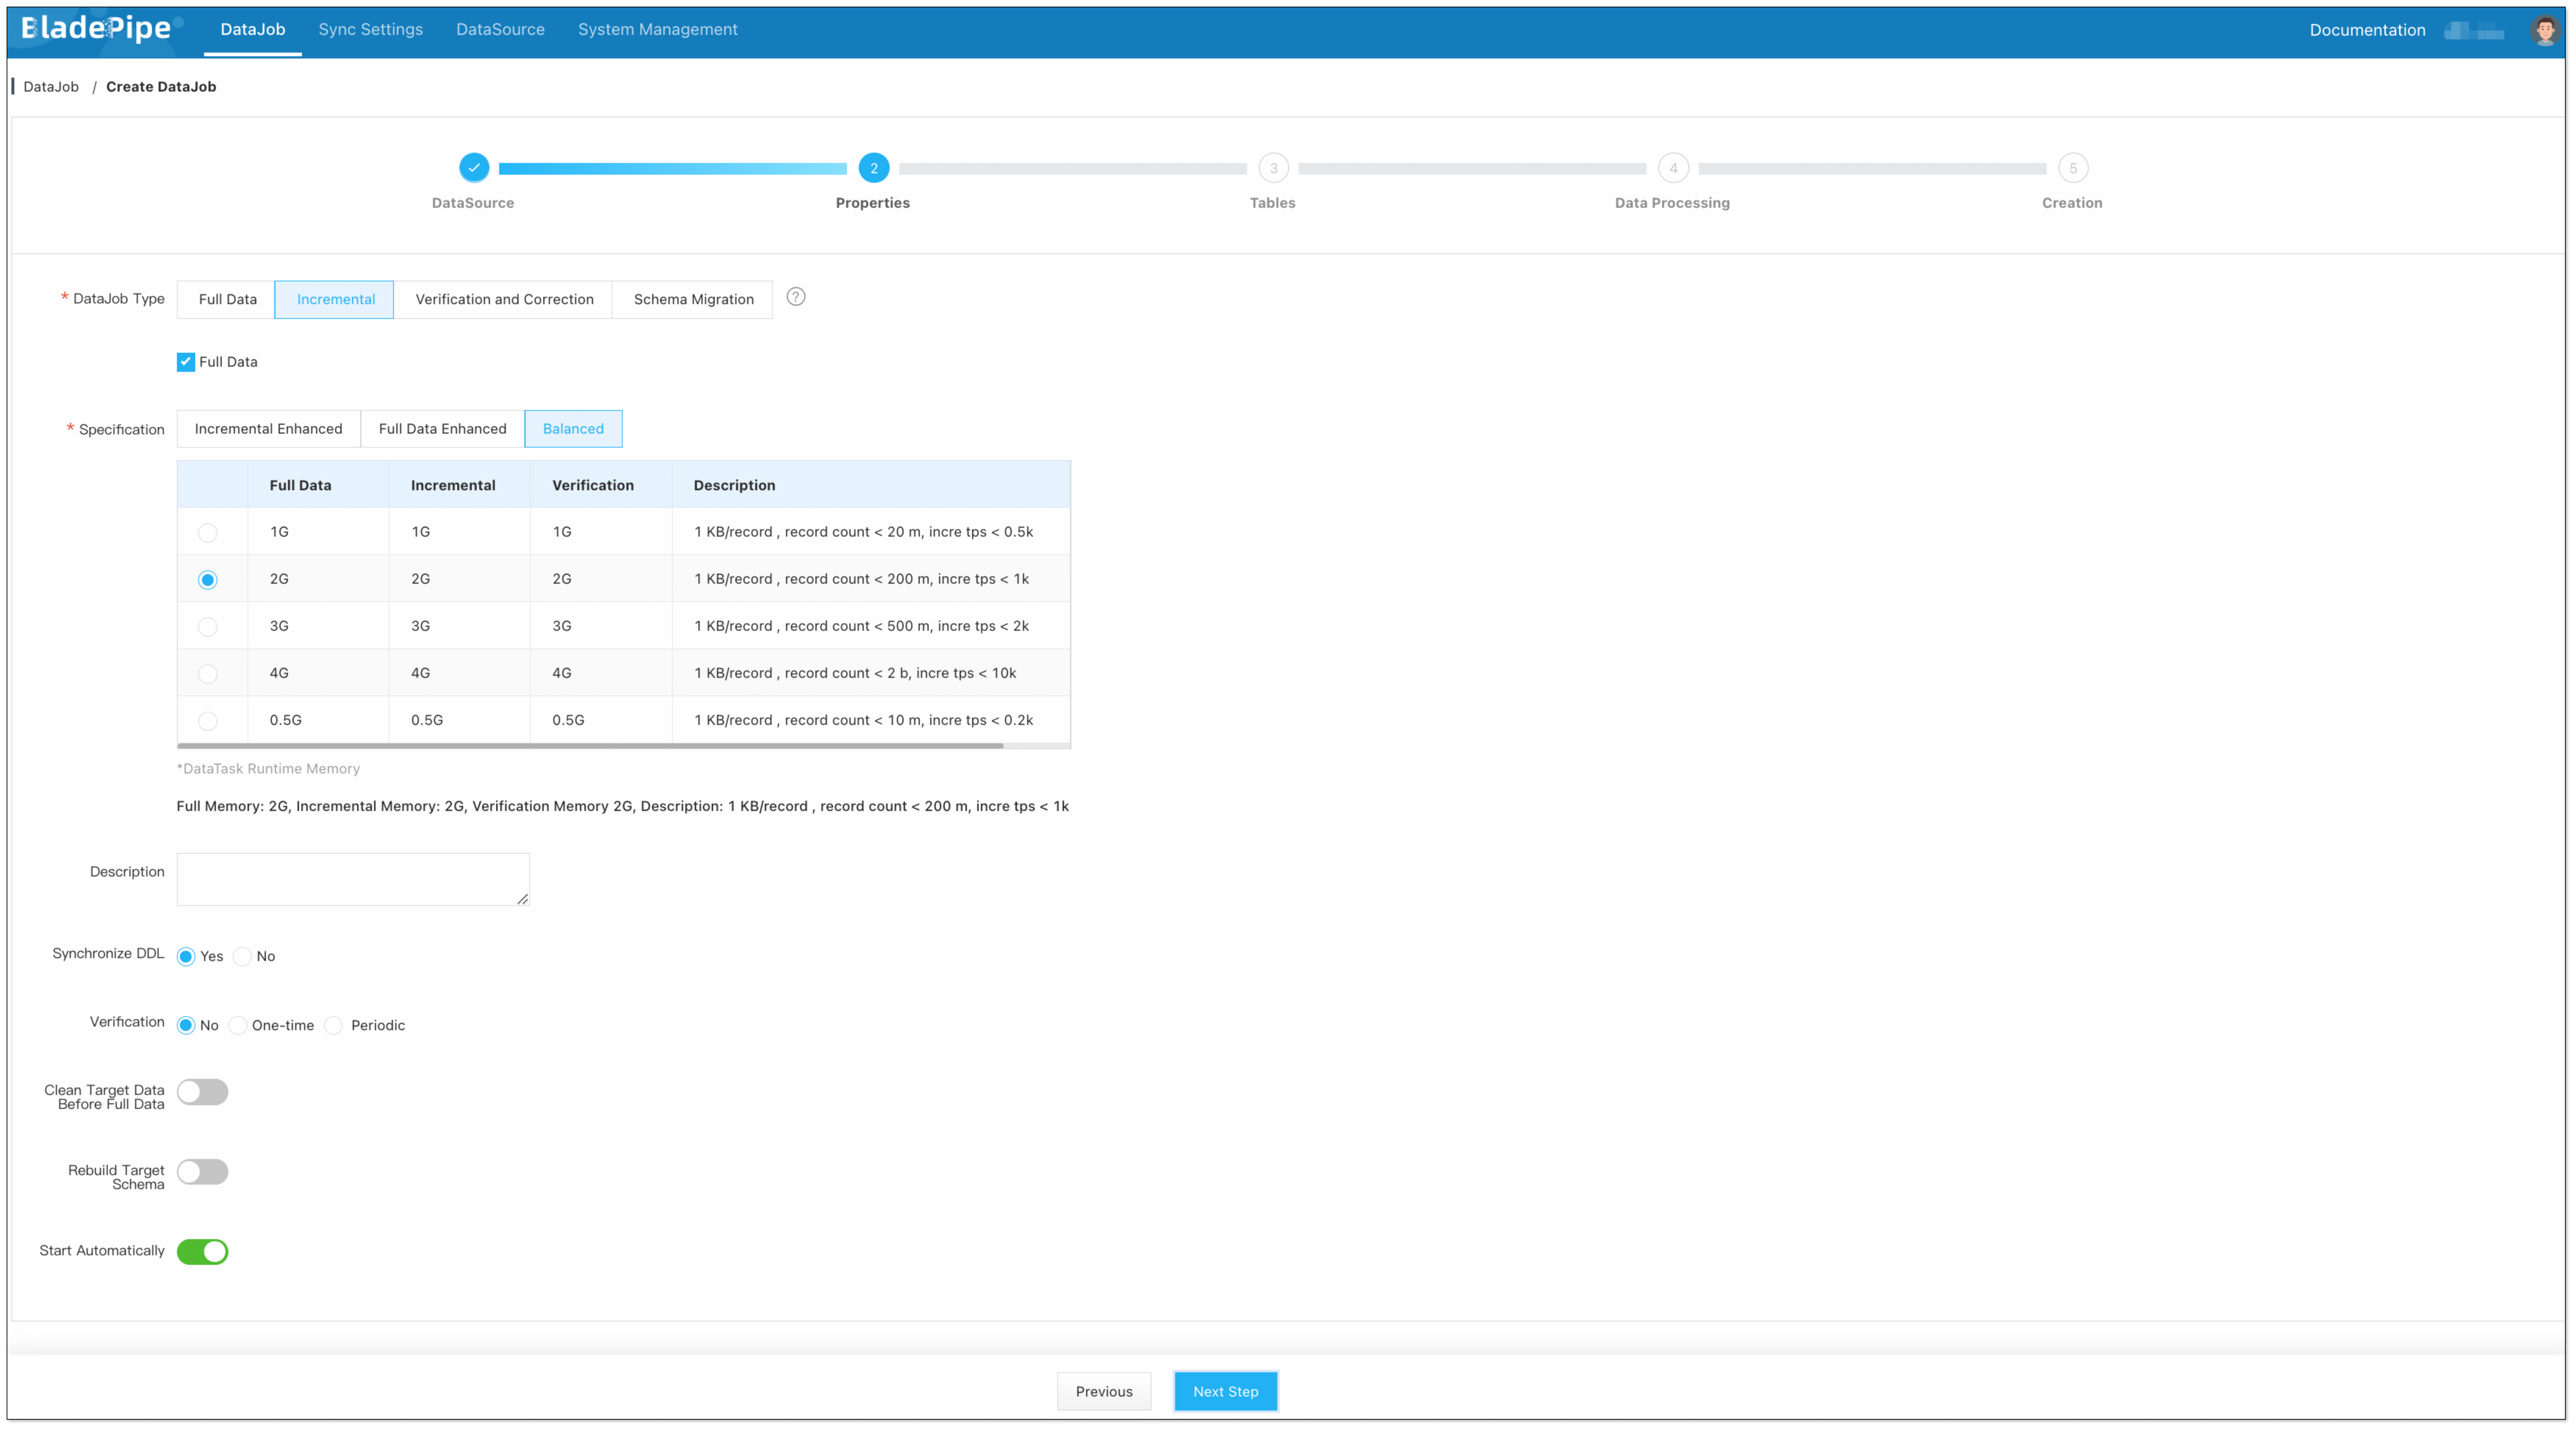 BladePipe DataJob Sync Settings DataSource System Management Documentation
DataJob / Create DataJob
2 3 4 5
DataSource Properties Tables Data Processing Creation
* DataJob Type Full Data Incremental Verification and Correction Schema Migration ?
Full Data
* Specification Incremental Enhanced Full Data Enhanced Balanced
Full Data Incremental Verification Description
1G 1G 1G 1 KB/record , record count < 20 m, incre tps < 0.5k
2G 2G 2G 1 KB/record , record count < 200 m, incre tps < 1k
3G 3G 3G 1 KB/record , record count < 500 m, incre tps < 2k
4G 4G 4G 1 KB/record , record count < 2 b, incre tps < 10k
0.5G 0.5G 0.5G 1 KB/record , record count < 10 m, incre tps < 0.2k
*DataTask Runtime Memory
Full Memory: 2G, Incremental Memory: 2G, Verification Memory 2G, Description: 1 KB/record , record count < 200 m, incre tps < 1k
Description
Synchronize DDL Yes No
Verification No One-time Periodic
Clean Target Data
Before Full Data
Rebuild Target
Schema
Start Automatically
Previous Next Step